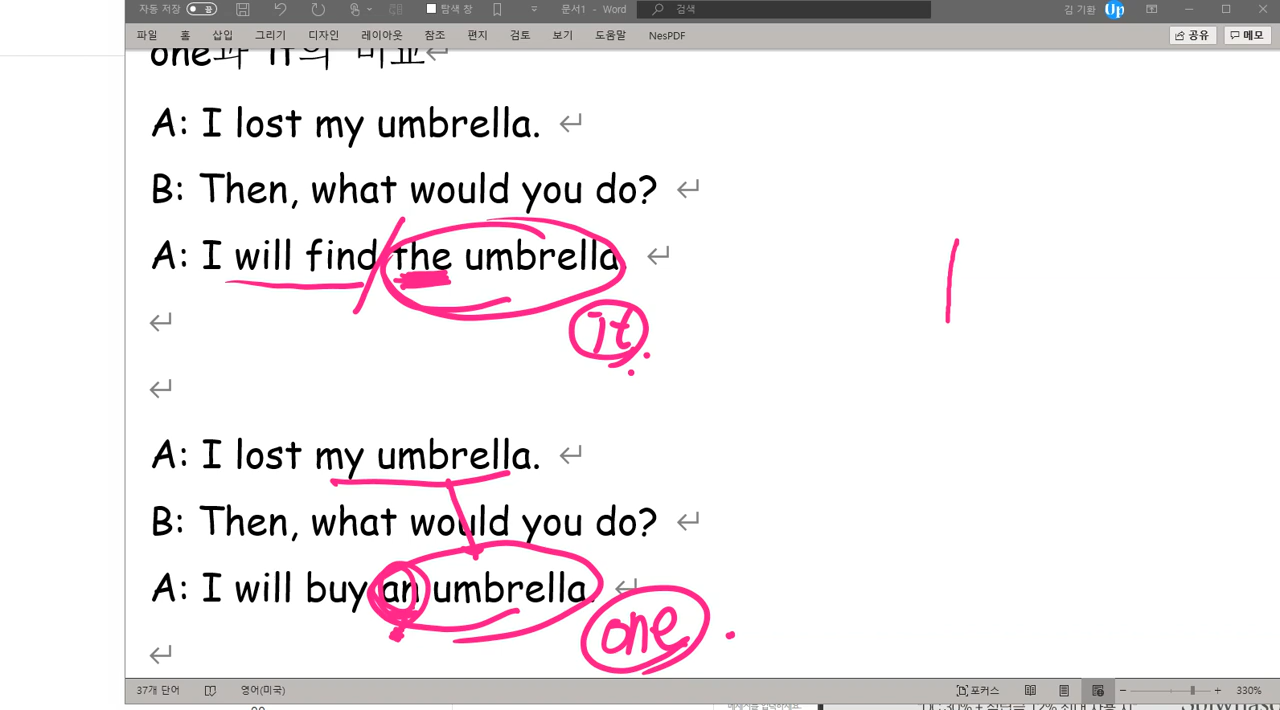 자동 저장 끔 탐색 창 문서1 - Word 검색 김 기환
파일 홈 삽입 그리기 디자인 레이아웃 참조 편지 검토 보기 도움말 NesPDF 공유 메모
one과 it의 비교
A: I lost my umbrella.
B: Then, what would you do?
A: I will find the umbrella
it.
A: I lost my umbrella.
B: Then, what would you do?
A: I will buy an umbrella.
one.
37개 단어 영어(미국) 포커스 330%